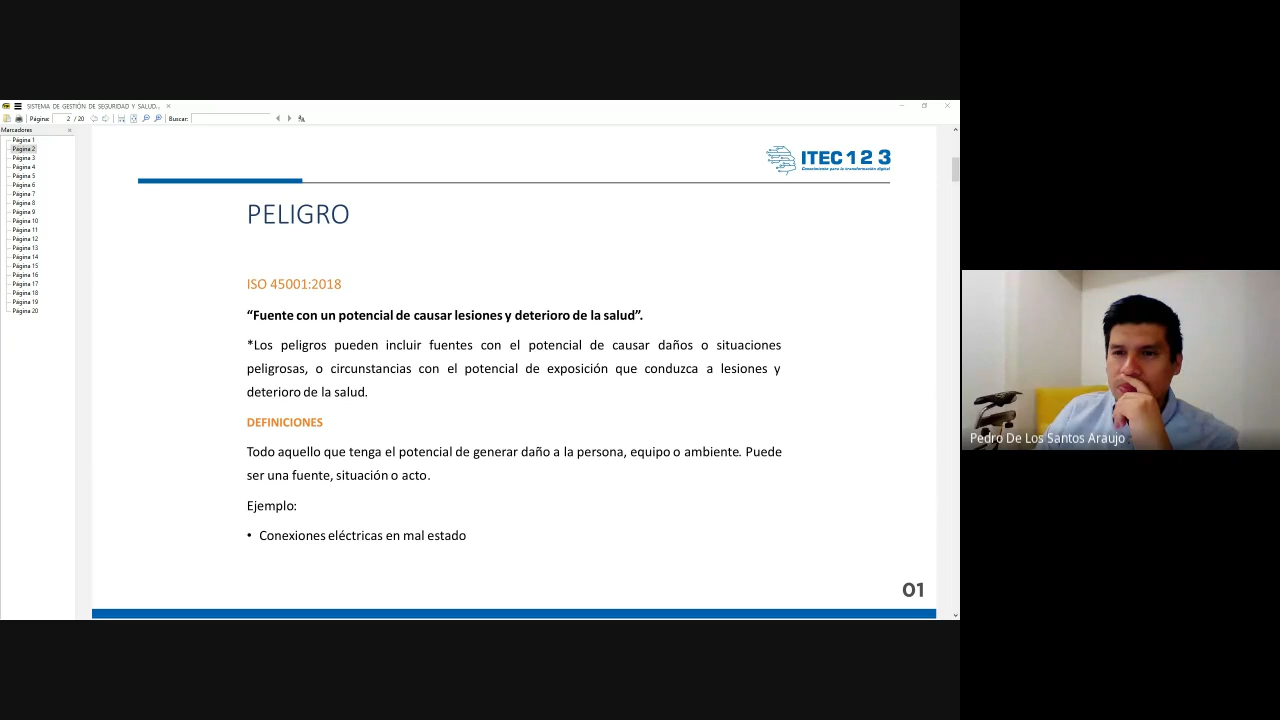 SISTEMA DE GESTIÓN DE SEGURIDAD Y SALUD...
Página: 2 / 20
Buscar:
Marcadores
Página 1
Página 2
Página 3
Página 4
Página 5
Página 6
Página 7
Página 8
Página 9
Página 10
Página 11
Página 12
Página 13
Página 14
Página 15
Página 16
Página 17
Página 18
Página 19
Página 20
ITEC 1 2 3
Conocimiento para la transformación digital
PELIGRO
ISO 45001:2018
“Fuente con un potencial de causar lesiones y deterioro de la salud”.
*Los peligros pueden incluir fuentes con el potencial de causar daños o situaciones
peligrosas, o circunstancias con el potencial de exposición que conduzca a lesiones y
deterioro de la salud.
DEFINICIONES
Todo aquello que tenga el potencial de generar daño a la persona, equipo o ambiente. Puede
ser una fuente, situación o acto.
Ejemplo:
• Conexiones eléctricas en mal estado
01
Pedro De Los Santos Araujo